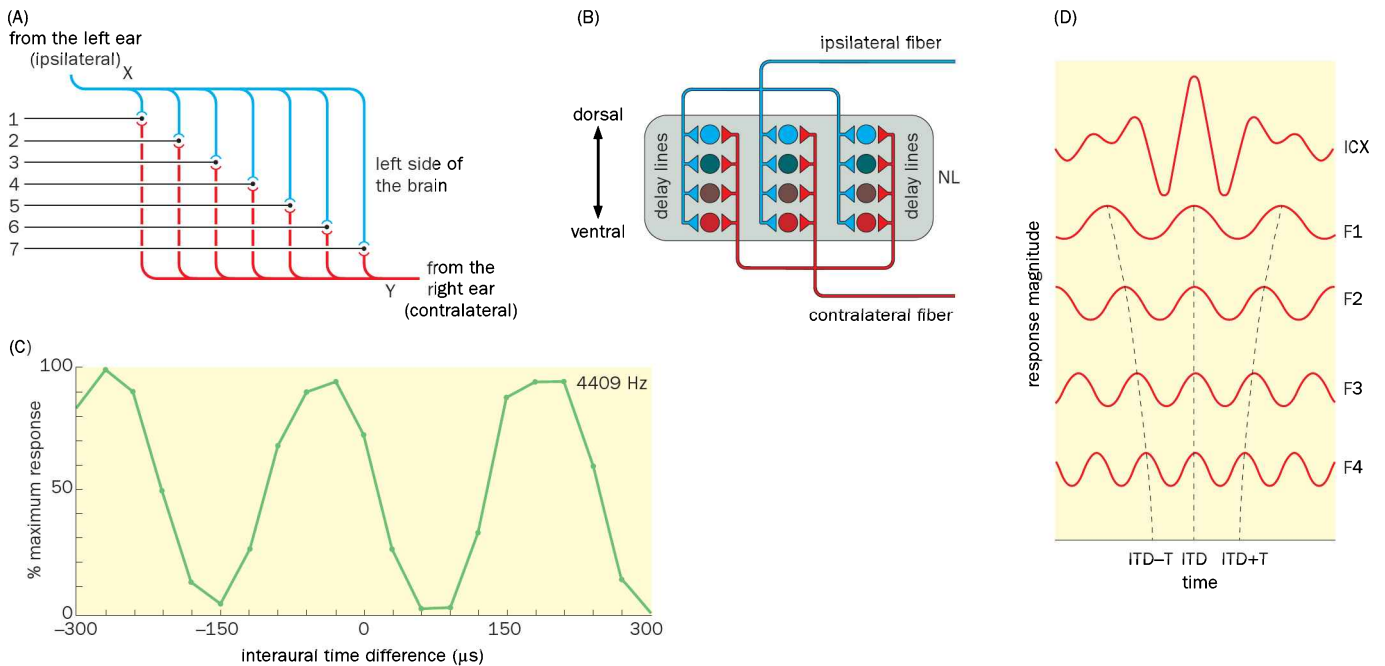 (A)
from the left ear
(ipsilateral)
X
1
2
3
4
5
6
7
left side of
the brain
from the
right ear
(contralateral)
Y
(B)
ipsilateral fiber
dorsal
ventral
delay lines
delay lines
NL
contralateral fiber
(C)
100
50
0
% maximum response
4409 Hz
–300
–150
0
150
300
interaural time difference (μs)
(D)
response magnitude
ICX
F1
F2
F3
F4
ITD–T
ITD
ITD+T
time